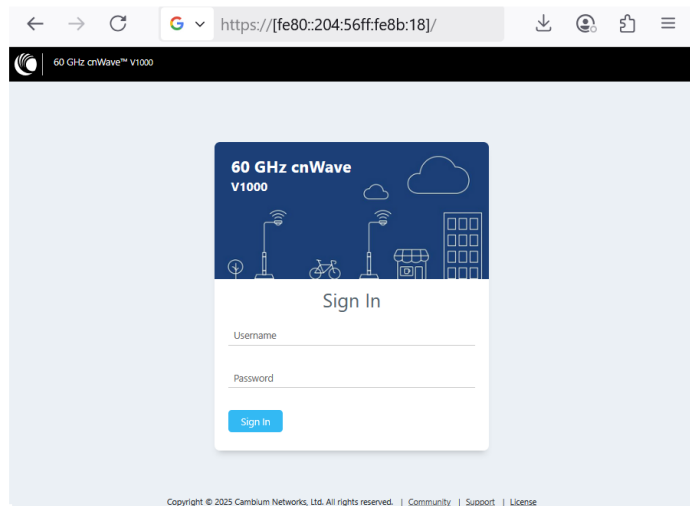 https://[fe80::204:56ff:fe8b:18]/
60 GHz cnWave™ V1000
60 GHz cnWave
V1000
Sign In
Username
Password
Sign In
Copyright © 2025 Cambium Networks, Ltd. All rights reserved. | Community | Support | License